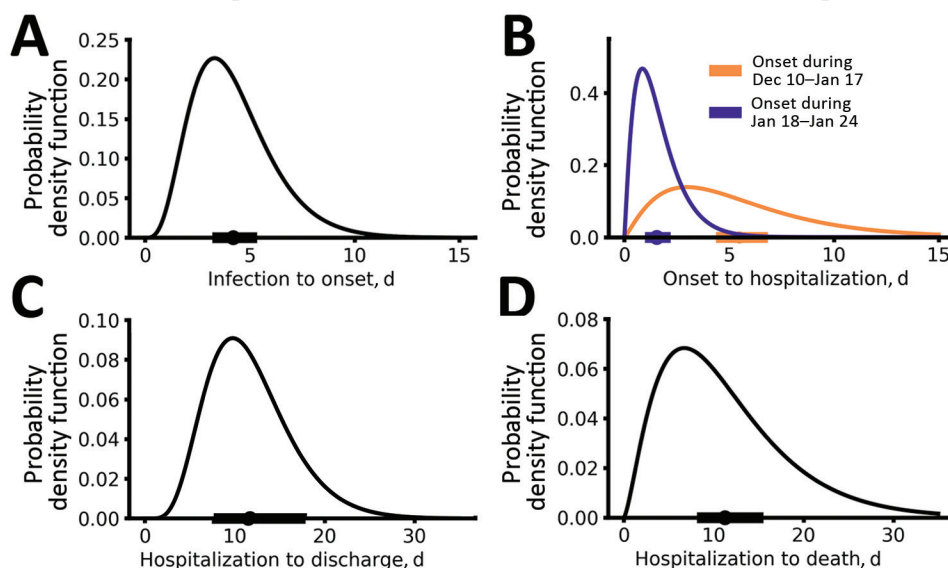 A
Probability
density function
0.25
0.20
0.15
0.10
0.05
0.00
0
5
10
15
Infection to onset, d
B
Probability
density function
0.4
0.2
0.0
Onset during
Dec 10–Jan 17
Onset during
Jan 18–Jan 24
0
5
10
15
Onset to hospitalization, d
C
Probability
density function
0.10
0.08
0.06
0.04
0.02
0.00
0
10
20
30
Hospitalization to discharge, d
D
Probability
density function
0.08
0.06
0.04
0.02
0.00
0
10
20
30
Hospitalization to death, d